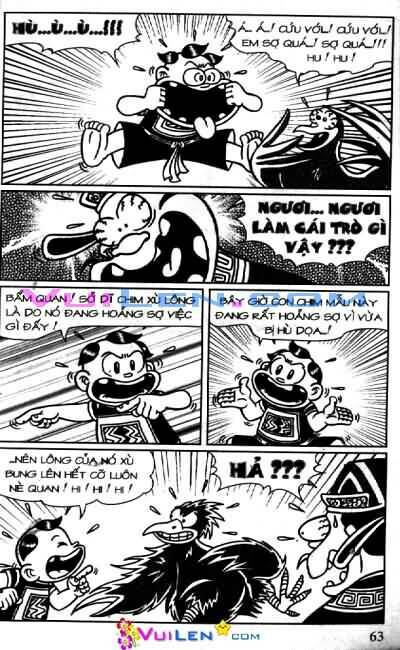 HÙ...Ù...Ù...!!!
Á... Á..! CỨU VỚI..! CỨU VỚI..!
EM SỢ QUÁ..! SỢ QUÁ..!!!
HU ! HU !
NGƯƠI... NGƯƠI
LÀM CÁI TRÒ GÌ
VẬY ???
BẨM QUAN ! SỞ DĨ CHIM XÙ LÔNG
LÀ DO NÓ ĐANG HOẢNG SỢ VIỆC
GÌ ĐẤY !
BÂY GIỜ CON CHIM MẪU NÀY
ĐANG RẤT HOẢNG SỢ VÌ VỪA
BỊ HÙ DỌA..!
VUILEN.COM
...NÊN LÔNG CỦA NÓ XÙ
BUNG LÊN HẾT CỠ LUÔN
NÈ QUAN ! HI ! HI ! HI !
HẢ ???
63
VUILEN.COM